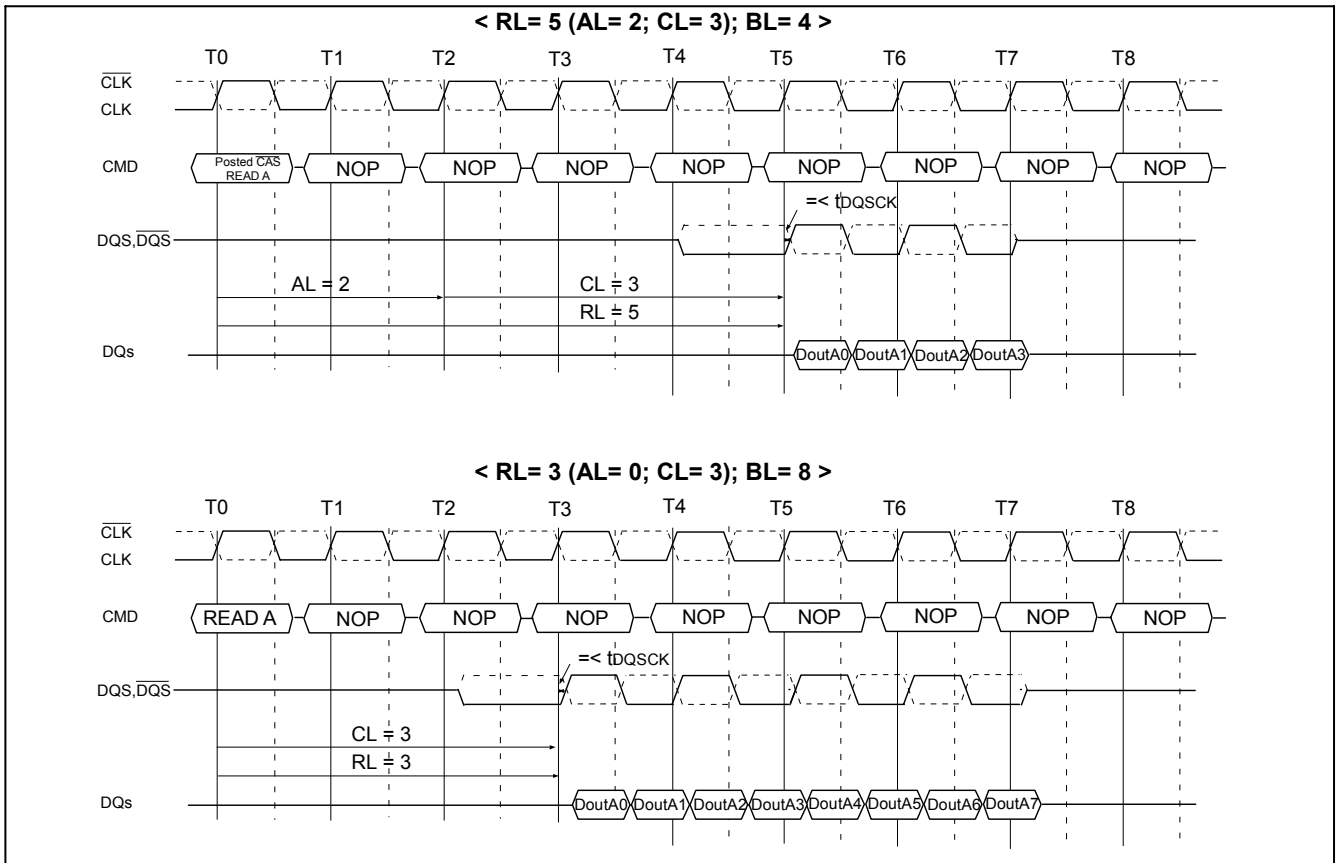 < RL= 5 (AL= 2; CL= 3); BL= 4 >
T0 T1 T2 T3 T4 T5 T6 T7 T8
CLK
CLK
CMD Posted CAS READ A NOP NOP NOP NOP NOP NOP NOP NOP
=< tDQSCK
DQS,DQS
AL = 2 CL = 3
RL = 5
DQs DoutA0 DoutA1 DoutA2 DoutA3
< RL= 3 (AL= 0; CL= 3); BL= 8 >
T0 T1 T2 T3 T4 T5 T6 T7 T8
CLK
CLK
CMD READ A NOP NOP NOP NOP NOP NOP NOP NOP
=< tDQSCK
DQS,DQS
CL = 3
RL = 3
DQs DoutA0 DoutA1 DoutA2 DoutA3 DoutA4 DoutA5 DoutA6 DoutA7